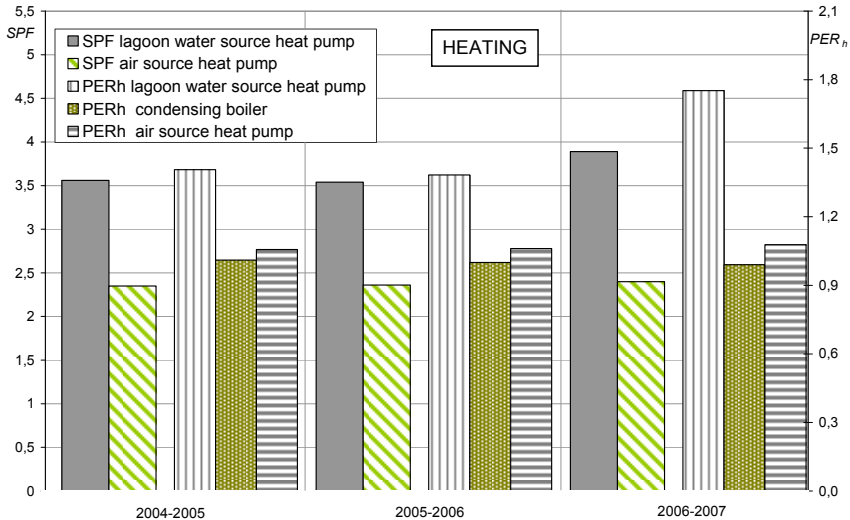 SPF
5,5
5
4,5
4
3,5
3
2,5
2
1,5
1
0,5
0
HEATING
SPF lagoon water source heat pump
SPF air source heat pump
PERh lagoon water source heat pump
PERh condensing boiler
PERh air source heat pump
PER h
2,1
1,8
1,5
1,2
0,9
0,6
0,3
0,0
2004-2005
2005-2006
2006-2007